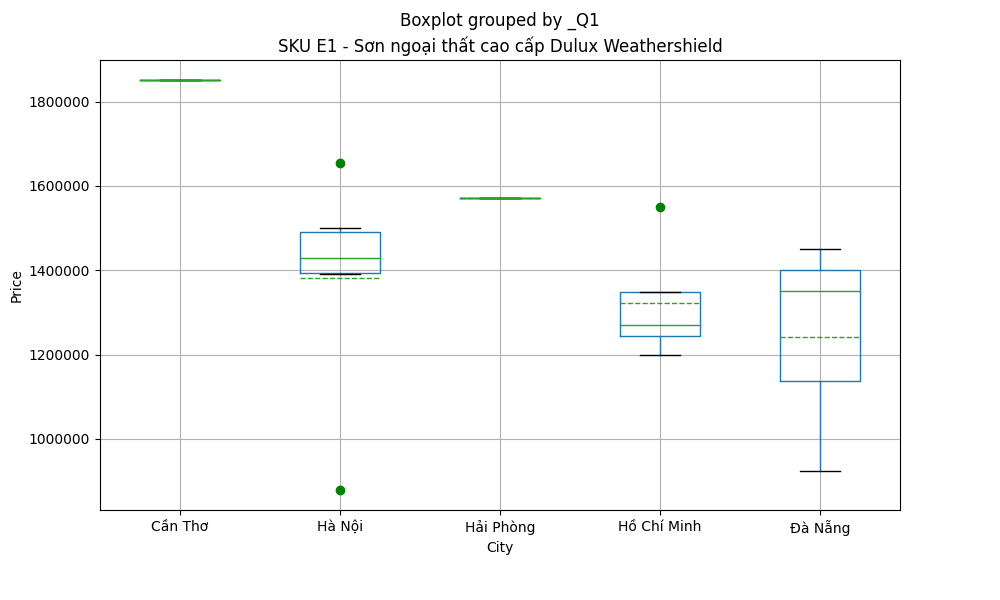 Boxplot grouped by _Q1
SKU E1 - Sơn ngoại thất cao cấp Dulux Weathershield
1800000
1600000
1400000
1200000
1000000
Price
Cần Thơ
Hà Nội
Hải Phòng
Hồ Chí Minh
Đà Nẵng
City